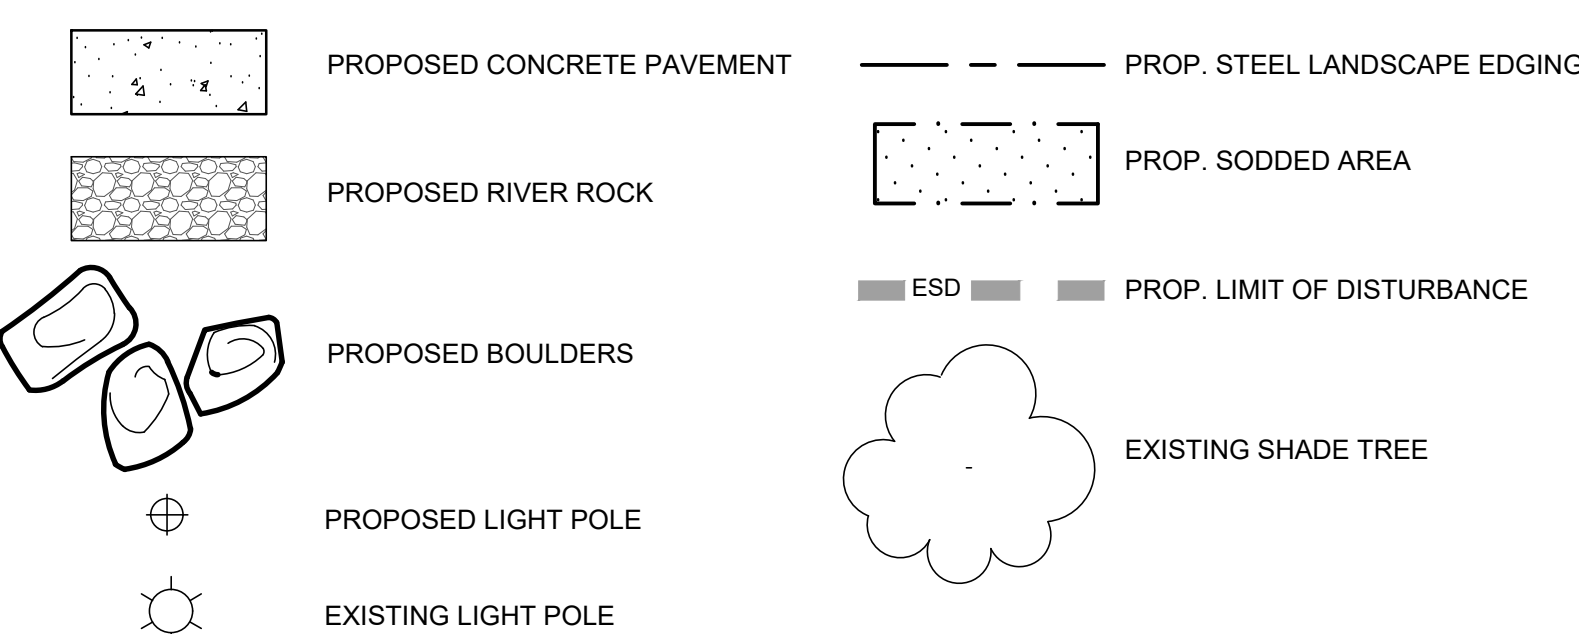 PROPOSED CONCRETE PAVEMENT
PROPOSED RIVER ROCK
PROPOSED BOULDERS
PROPOSED LIGHT POLE
EXISTING LIGHT POLE
PROP. STEEL LANDSCAPE EDGING
PROP. SODDED AREA
ESD PROP. LIMIT OF DISTURBANCE
EXISTING SHADE TREE